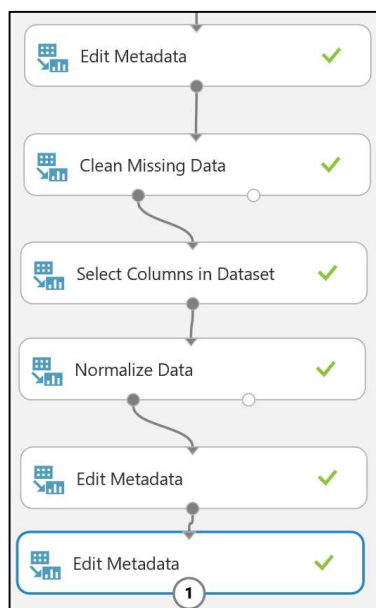 Edit Metadata
Clean Missing Data
Select Columns in Dataset
Normalize Data
Edit Metadata
Edit Metadata
1